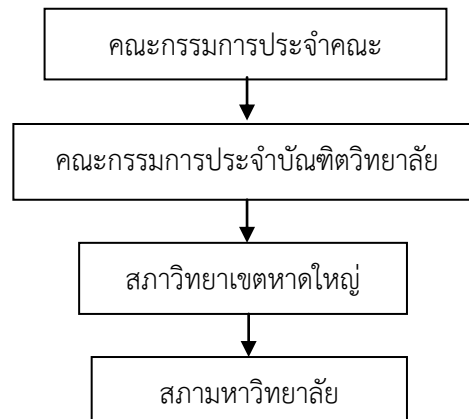 คณะกรรมการประจำคณะ
คณะกรรมการประจำบัณฑิตวิทยาลัย
สภาวิทยาเขตหาดใหญ่
สภามหาวิทยาลัย